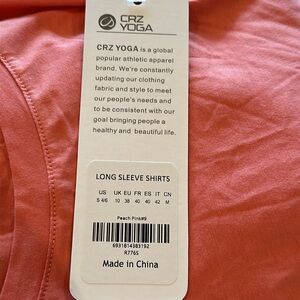 CRZ
YOGA
CRZ YOGA is a global
popular athletic apparel
brand. We're constantly
updating our clothing
fabric and style to meet
our people's needs and
to be consistent with our
goal bringing people a
healthy and beautiful life.
LONG SLEEVE SHIRTS
US UK EU FR ES IT CN
S 4/6 10 38 40 40 42 M
Peach Pink#9
6931814383192
R776S
Made in China